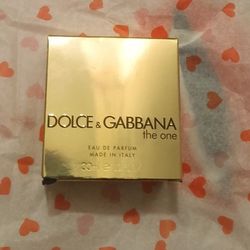 DOLCE & GABBANA
the one
EAU DE PARFUM
MADE IN ITALY